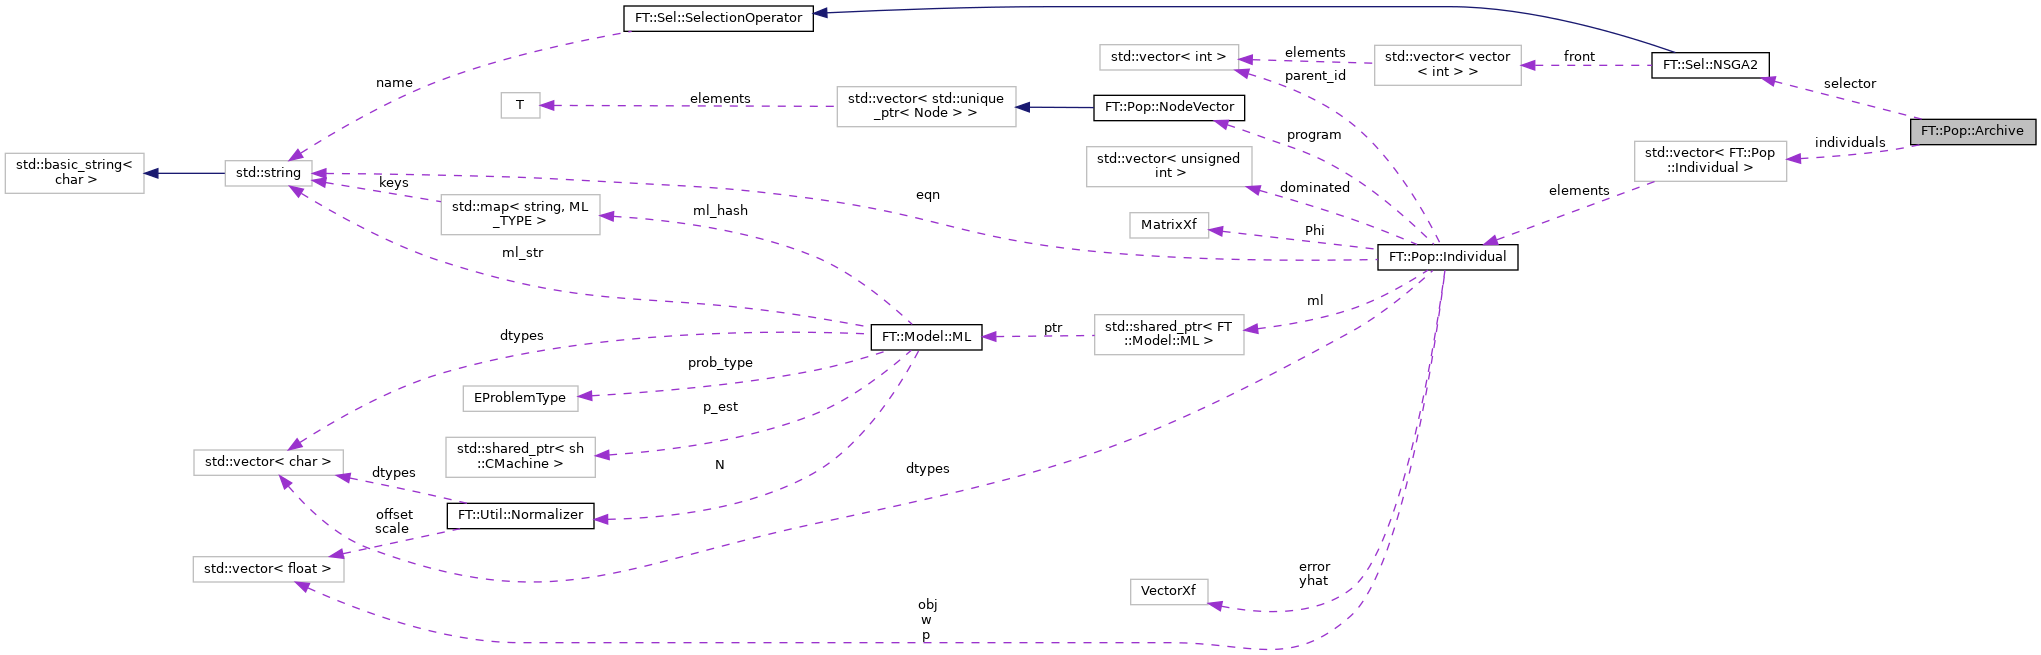 FT::Sel::SelectionOperator
name
std::vector< int >
elements
parent_id
std::vector< vector
< int > >
front
FT::Sel::NSGA2
selector
T
elements
std::vector< std::unique
_ptr< Node > >
FT::Pop::NodeVector
program
FT::Pop::Archive
individuals
std::vector< FT::Pop
::Individual >
elements
std::basic_string<
char >
std::string
keys
std::map< string, ML
_TYPE >
ml_hash
eqn
std::vector< unsigned
int >
dominated
MatrixXf
Phi
FT::Pop::Individual
ml_str
dtypes
FT::Model::ML
ptr
std::shared_ptr< FT
::Model::ML >
ml
prob_type
EProblemType
p_est
std::shared_ptr< sh
::CMachine >
N
dtypes
std::vector< char >
dtypes
FT::Util::Normalizer
offset
scale
std::vector< float >
error
yhat
VectorXf
obj
w
p